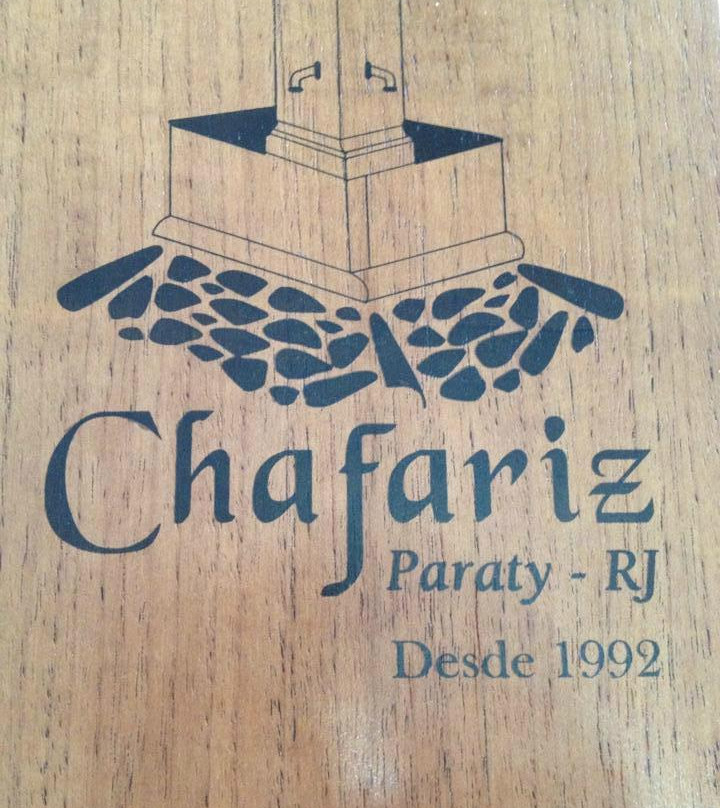 Chafariz
Paraty - RJ
Desde 1992